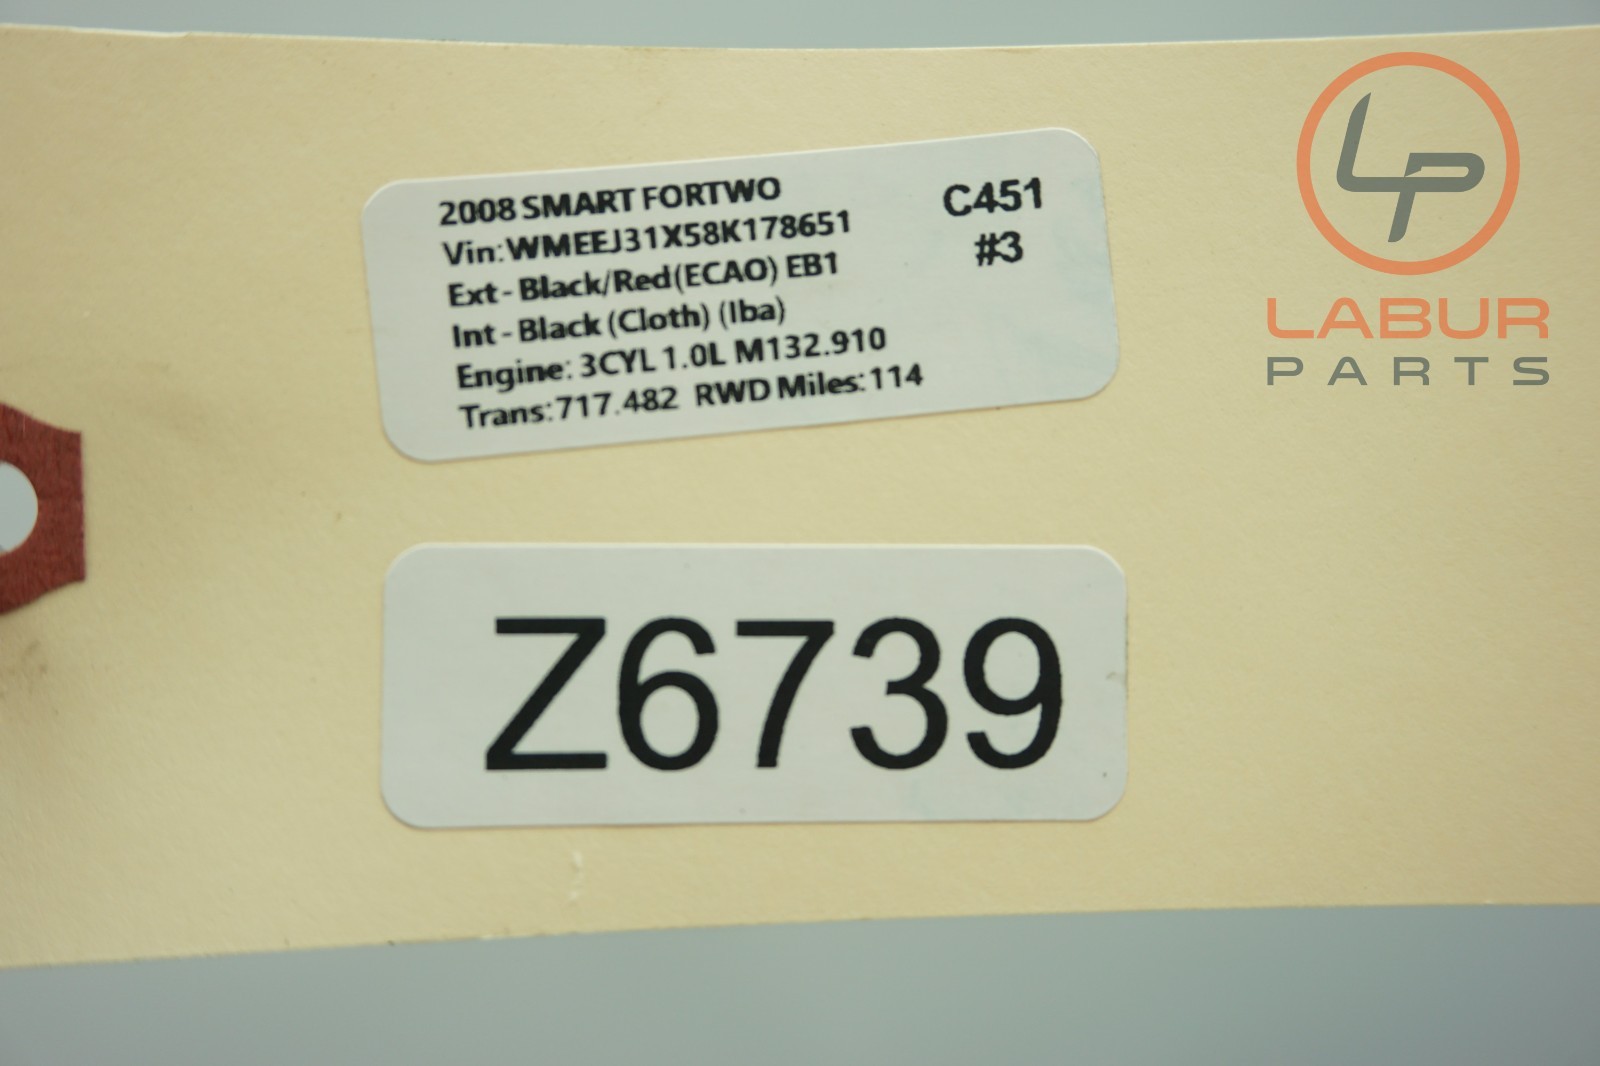 2008 SMART FORTWO
Vin: WMEEJ31X58K178651
Ext - Black/Red (ECAO) EB1
Int - Black (Cloth) (Iba)
Engine: 3CYL 1.0L M132.910
Trans: 717.482 RWD Miles: 114
C451
#3
Z6739
LP
LABUR
PARTS